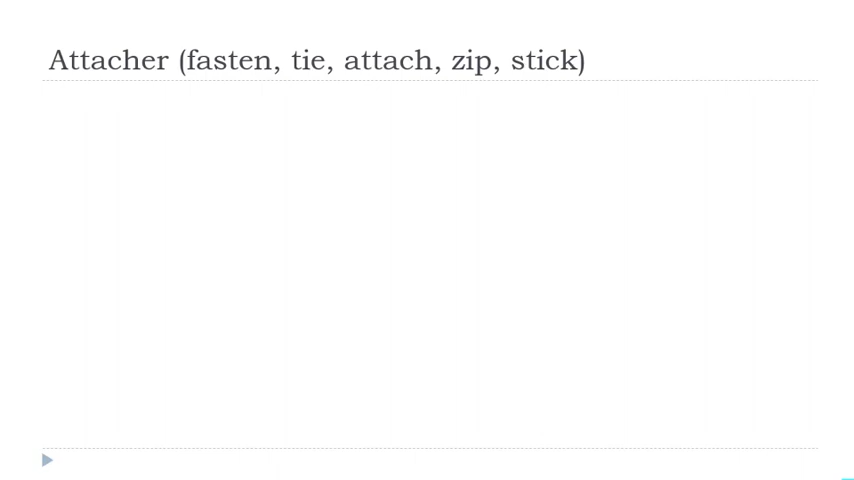 Attacher (fasten, tie, attach, zip, stick)